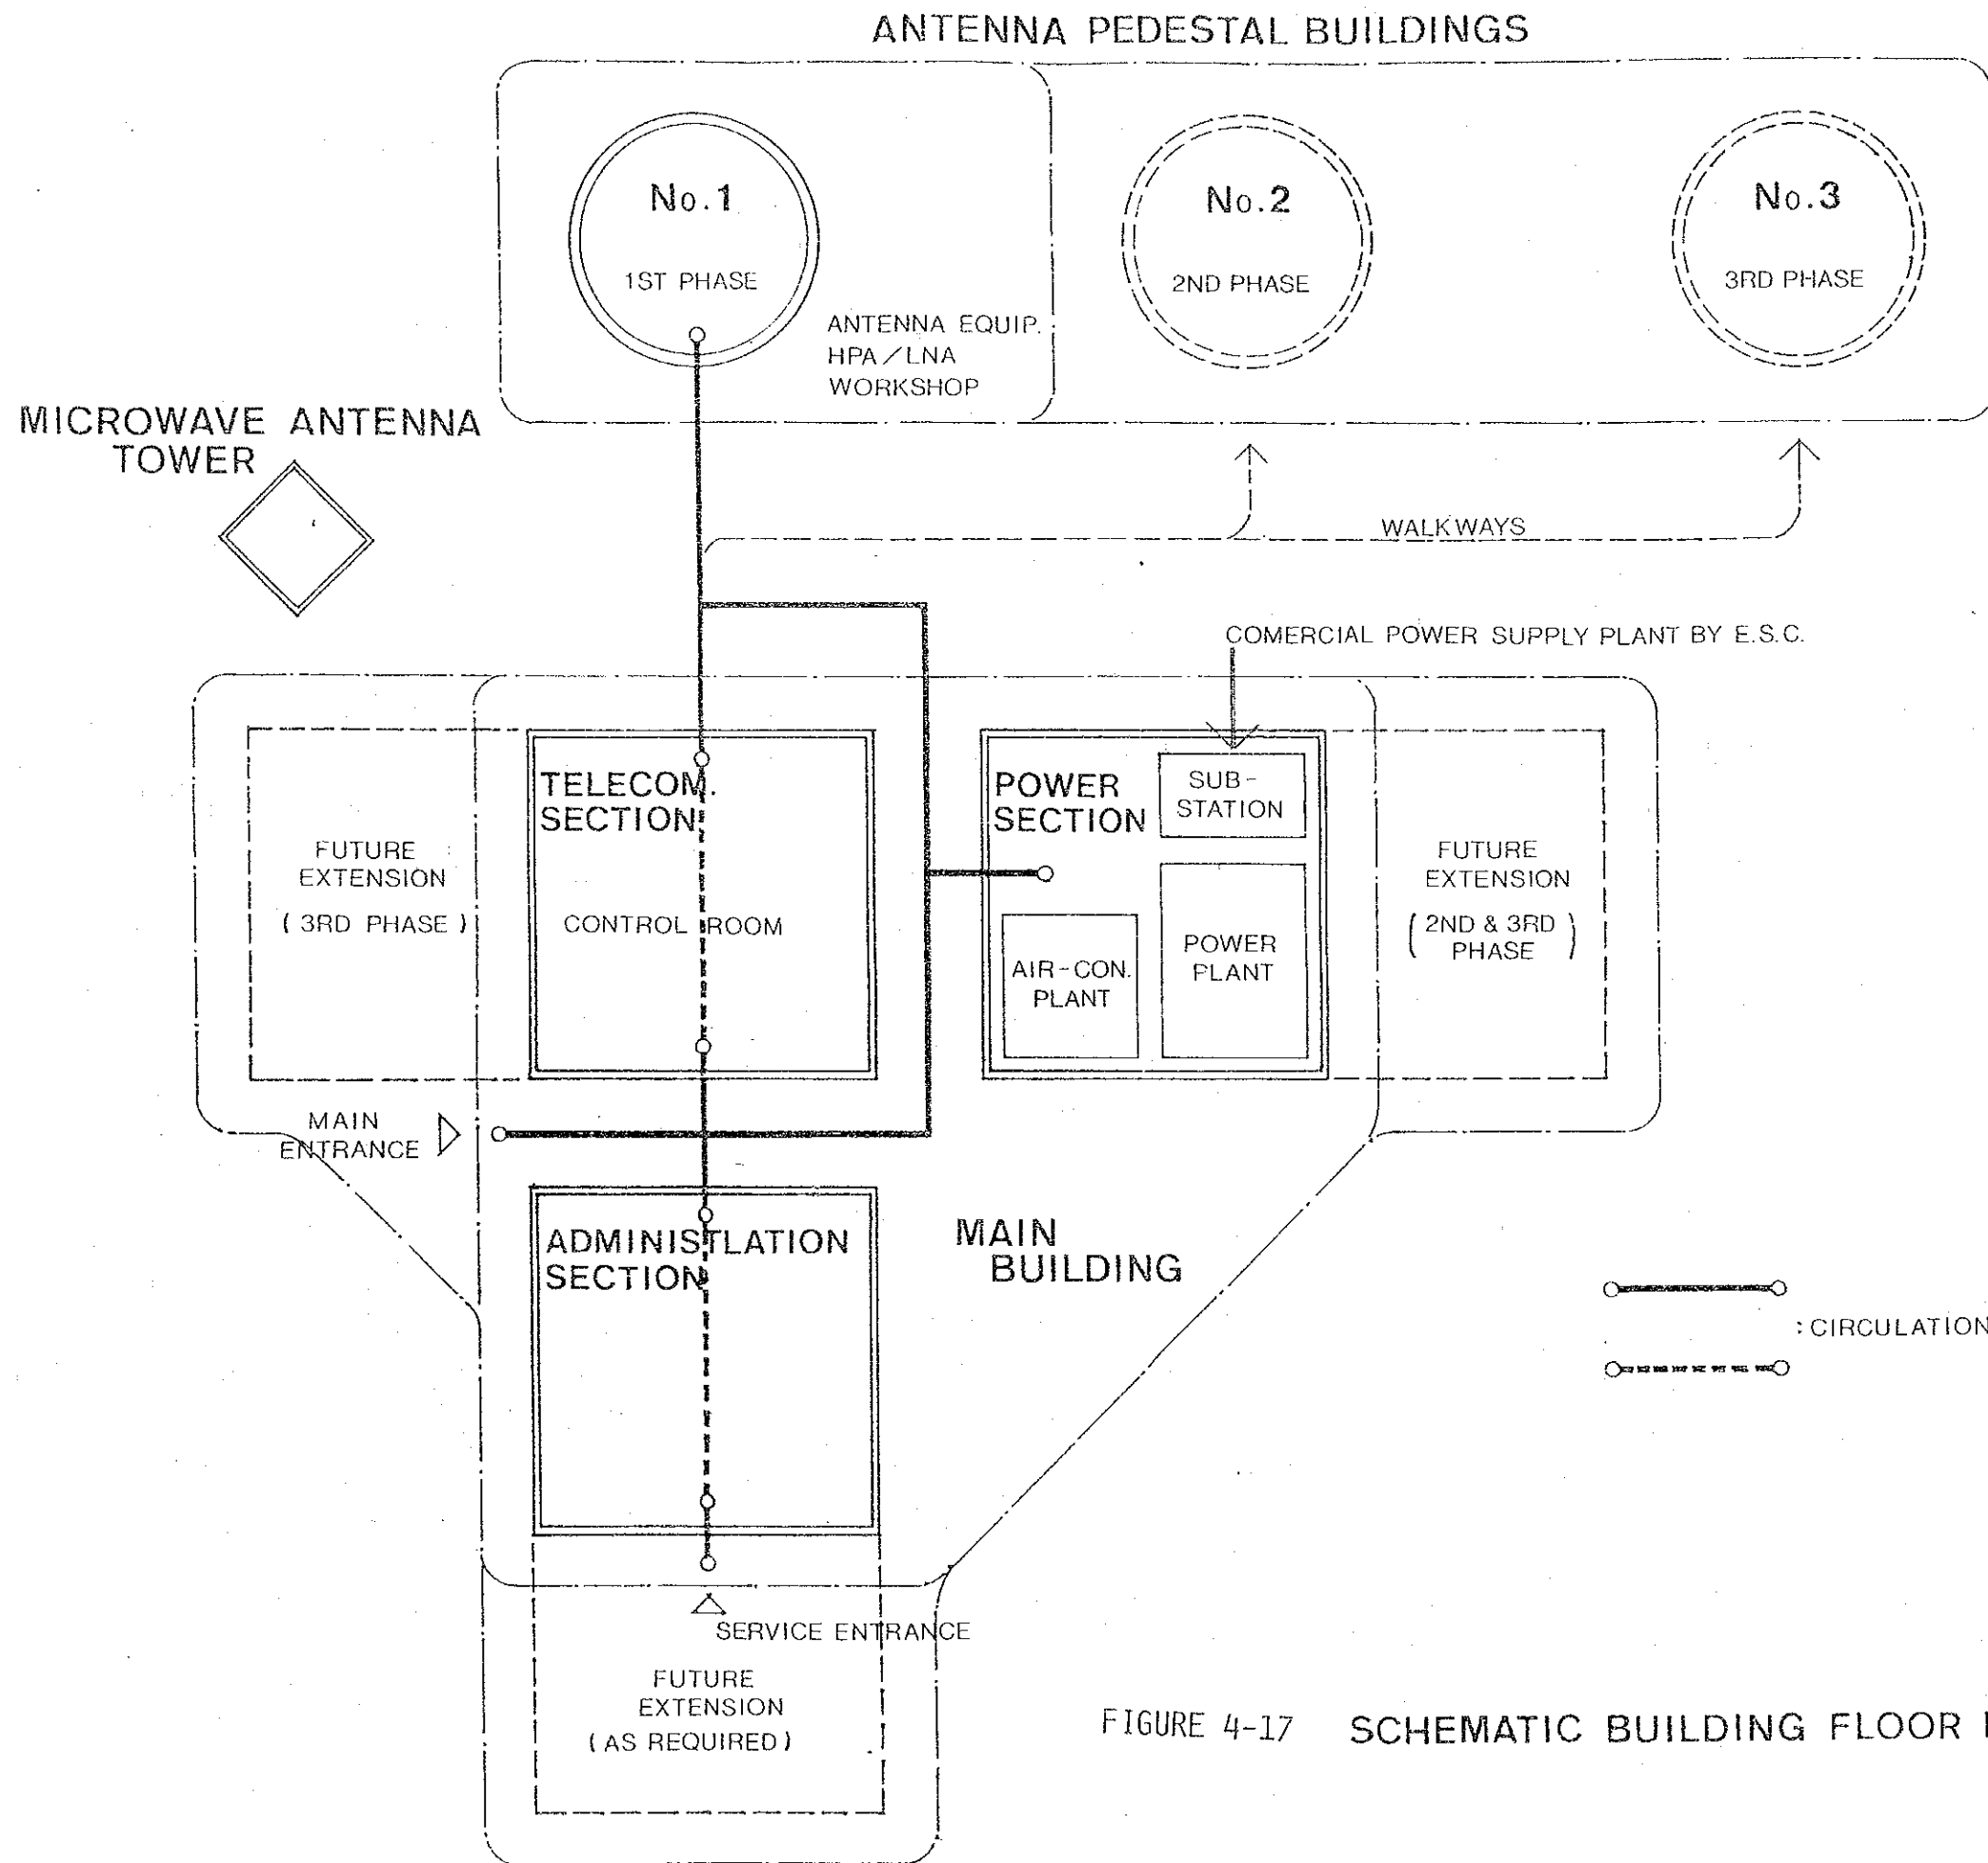 ANTENNA PEDESTAL BUILDINGS
No.1
1ST PHASE
No.2
2ND PHASE
No.3
3RD PHASE
ANTENNA EQUIP.
HPA/LNA
WORKSHOP
MICROWAVE ANTENNA
TOWER
WALKWAYS
COMERCIAL POWER SUPPLY PLANT BY E.S.C.
TELECOM.
SECTION
CONTROL ROOM
POWER
SECTION
SUB-
STATION
AIR-CON.
PLANT
POWER
PLANT
FUTURE
EXTENSION
(3RD PHASE)
FUTURE
EXTENSION
(2ND & 3RD
PHASE)
MAIN
ENTRANCE
ADMINISTLATION
SECTION
MAIN
BUILDING
:CIRCULATION
SERVICE ENTRANCE
FUTURE
EXTENSION
(AS REQUIRED)
FIGURE 4-17 SCHEMATIC BUILDING FLOOR